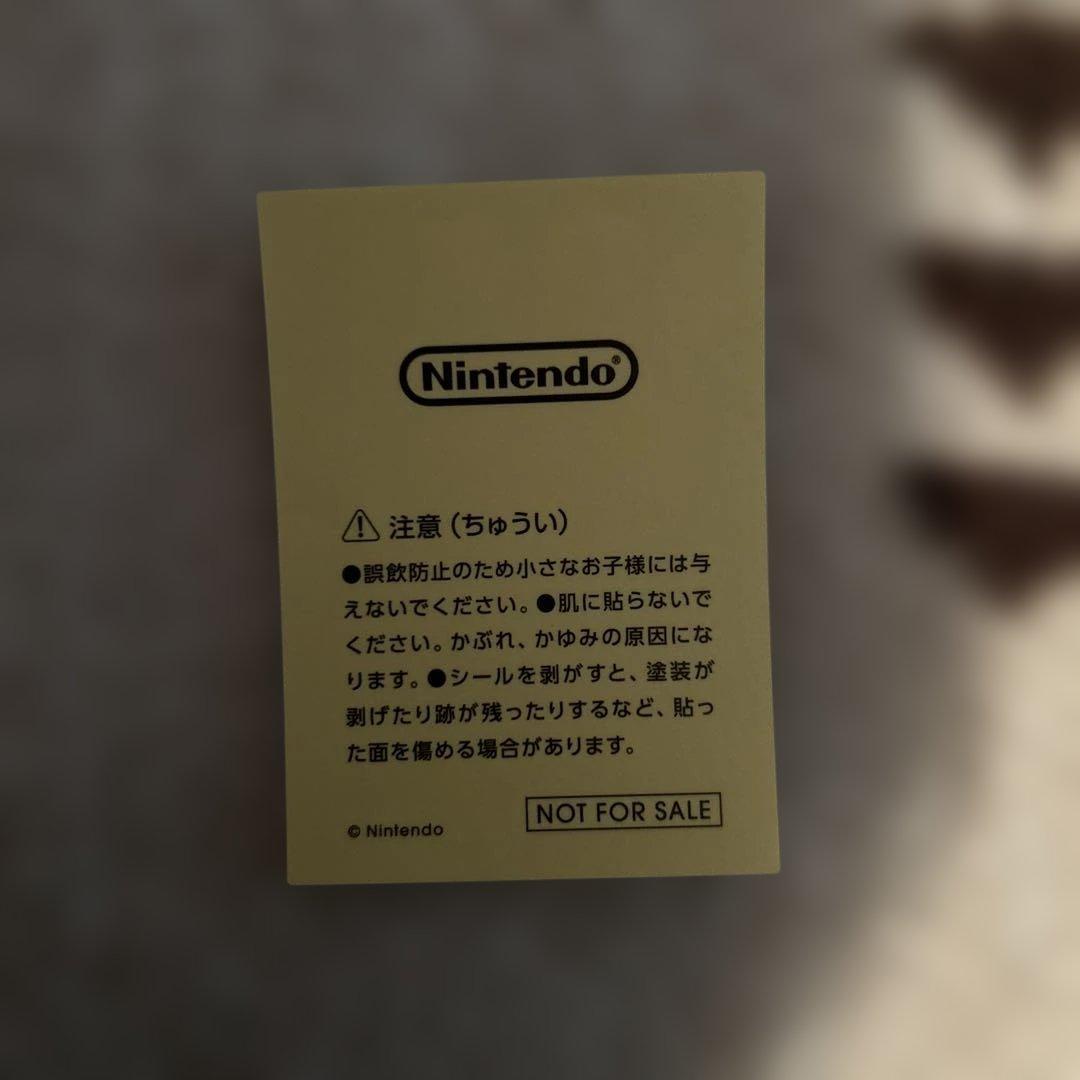 Nintendo®
⚠ 注意（ちゅうい）
●誤飲防止のため小さなお子様には与
えないでください。●肌に貼らないで
ください。かぶれ、かゆみの原因にな
ります。●シールを剥がすと、塗装が
剥げたり跡が残ったりするなど、貼っ
た面を傷める場合があります。
© Nintendo
NOT FOR SALE